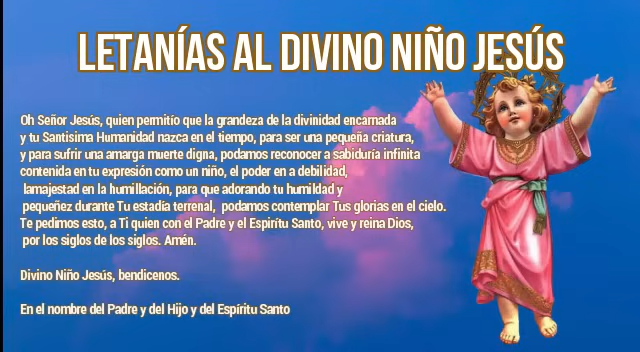 LETANÍAS AL DIVINO NIÑO JESÚS
Oh Señor Jesús, quien permitío que la grandeza de la divinidad encarnada
y tu Santisima Humanidad nazca en el tiempo, para ser una pequeña criatura,
y para sufrir una amarga muerte digna, podamos reconocer a sabiduría infinita
contenida en tu expresión como un niño, el poder en a debilidad,
lamajestad en la humillación, para que adorando tu humildad y
pequeñez durante Tu estadía terrenal, podamos contemplar Tus glorias en el cielo.
Te pedimos esto, a Ti quien con el Padre y el Espirítu Santo, vive y reina Dios,
por los siglos de los siglos. Amén.
Divino Niño Jesús, bendicenos.
En el nombre del Padre y del Hijo y del Espíritu Santo